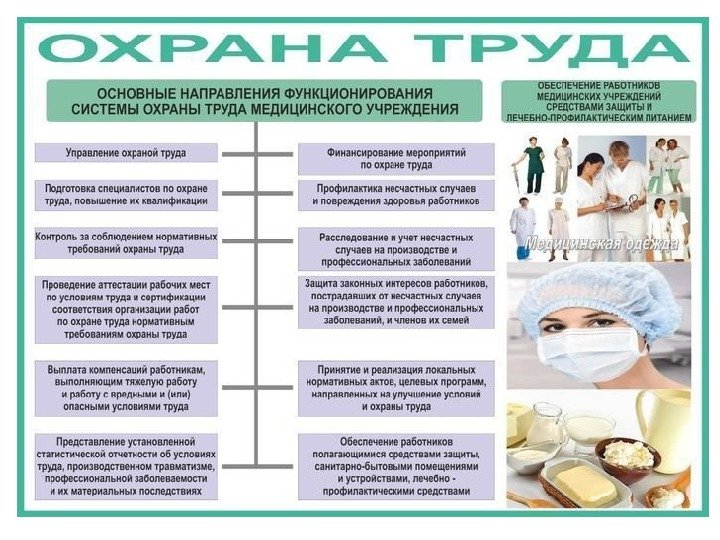 ОХРАНА ТРУДА
ОСНОВНЫЕ НАПРАВЛЕНИЯ ФУНКЦИОНИРОВАНИЯ
СИСТЕМЫ ОХРАНЫ ТРУДА МЕДИЦИНСКОГО УЧРЕЖДЕНИЯ
Управление охраной труда
Подготовка специалистов по охране
труда, повышение их квалификации
Контроль за соблюдением нормативных
требований охраны труда
Проведение аттестации рабочих мест
по условиям труда и сертификации
соответствия организации работ
по охране труда нормативным
требованиям охраны труда
Выплата компенсаций работникам,
выполняющим тяжелую работу
и работу с вредными и (или)
опасными условиями труда
Представление установленной
статистической отчетности об условиях
труда, производственном травматизме,
профессиональной заболеваемости
и их материальных последствиях
Финансирование мероприятий
по охране труда
Профилактика несчастных случаев
и повреждения здоровья работников
Расследование и учет несчастных
случаев на производстве и
профессиональных заболеваний
Защита законных интересов работников,
пострадавших от несчастных случаев
на производстве и профессиональных
заболеваний, и членов их семей
Принятие и реализация локальных
нормативных актов, целевых программ,
направленных на улучшение условий
и охраны труда
Обеспечение работников
полагающимися средствами защиты,
санитарно-бытовыми помещениями
и устройствами, лечебно -
профилактическими средствами
ОБЕСПЕЧЕНИЕ РАБОТНИКОВ
МЕДИЦИНСКИХ УЧРЕЖДЕНИЙ
СРЕДСТВАМИ ЗАЩИТЫ И
ЛЕЧЕБНО-ПРОФИЛАКТИЧЕСКИМ ПИТАНИЕМ
Медицинская одежда